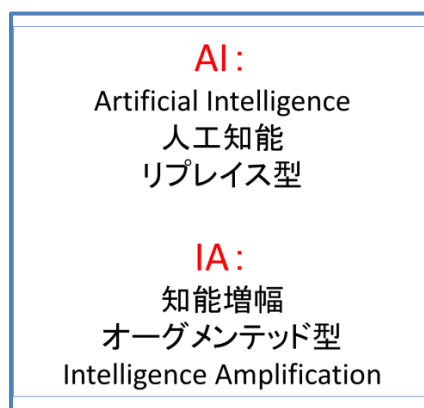 AI：
Artificial Intelligence
人工知能
リプレイス型
IA：
知能増幅
オーグメンテッド型
Intelligence Amplification